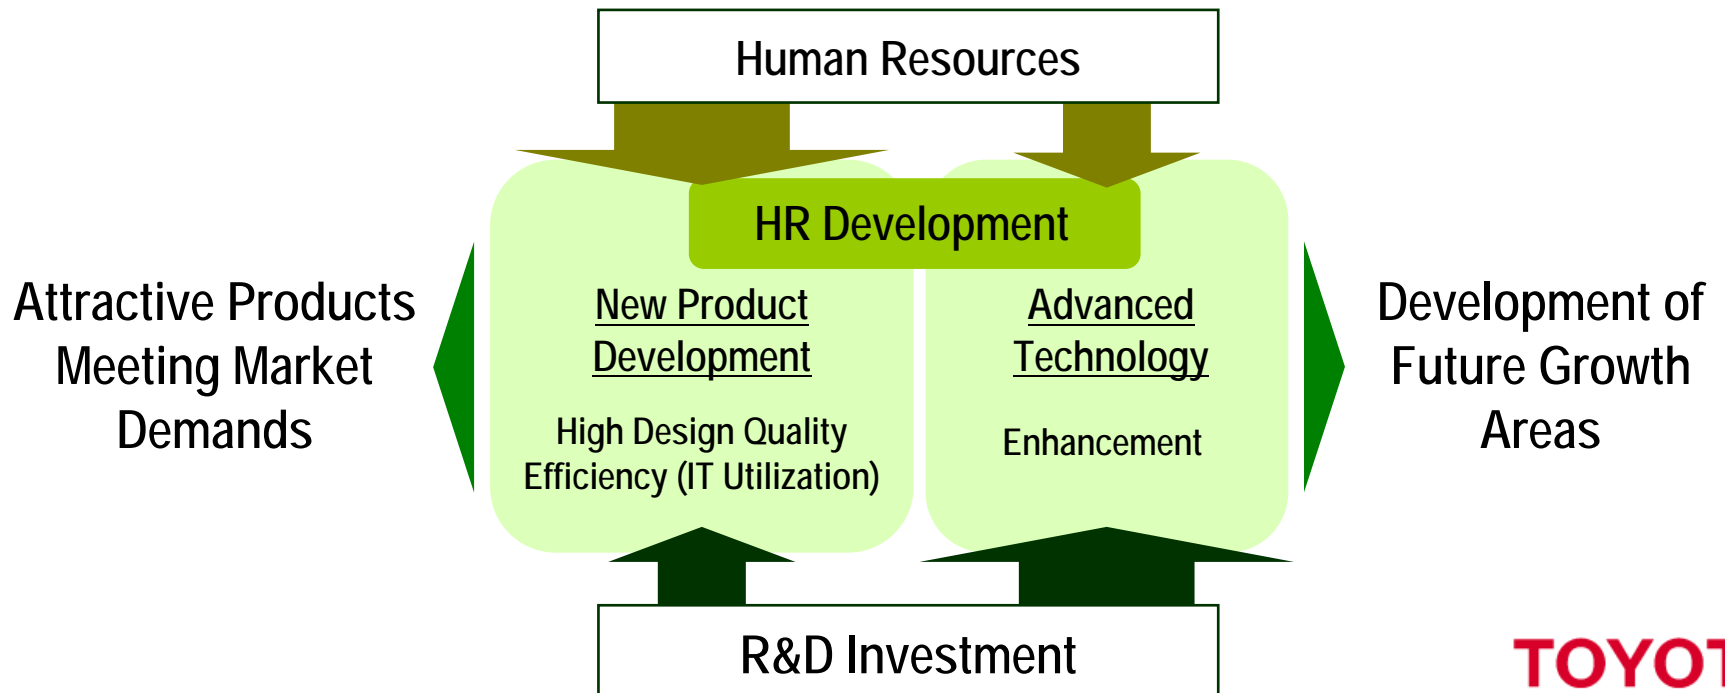 Human Resources
HR Development
Attractive Products
Meeting Market
Demands
New Product
Development
High Design Quality
Efficiency (IT Utilization)
Advanced
Technology
Enhancement
Development of
Future Growth
Areas
R&D Investment
TOYOT